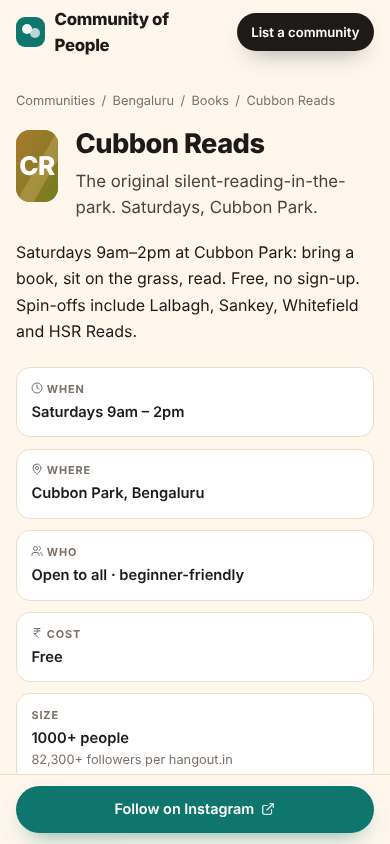 Community of
People
List a community
Communities / Bengaluru / Books / Cubbon Reads
CR
Cubbon Reads
The original silent-reading-in-the-
park. Saturdays, Cubbon Park.
Saturdays 9am–2pm at Cubbon Park: bring a
book, sit on the grass, read. Free, no sign-up.
Spin-offs include Lalbagh, Sankey, Whitefield
and HSR Reads.
WHEN
Saturdays 9am – 2pm
WHERE
Cubbon Park, Bengaluru
WHO
Open to all · beginner-friendly
COST
Free
SIZE
1000+ people
82,300+ followers per hangout.in
Follow on Instagram